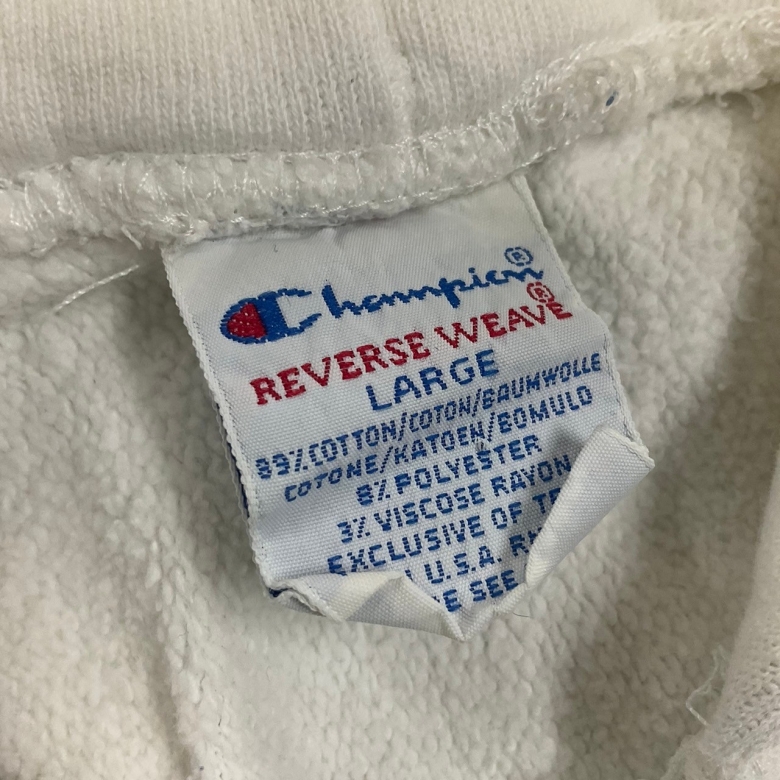 Champion®
REVERSE WEAVE®
LARGE
89% COTTON/COTON/BAUMWOLLE
COTONE/KATOEN/BOMULD
8% POLYESTER
3% VISCOSE RAYON
EXCLUSIVE OF
U.S.A.
SEE